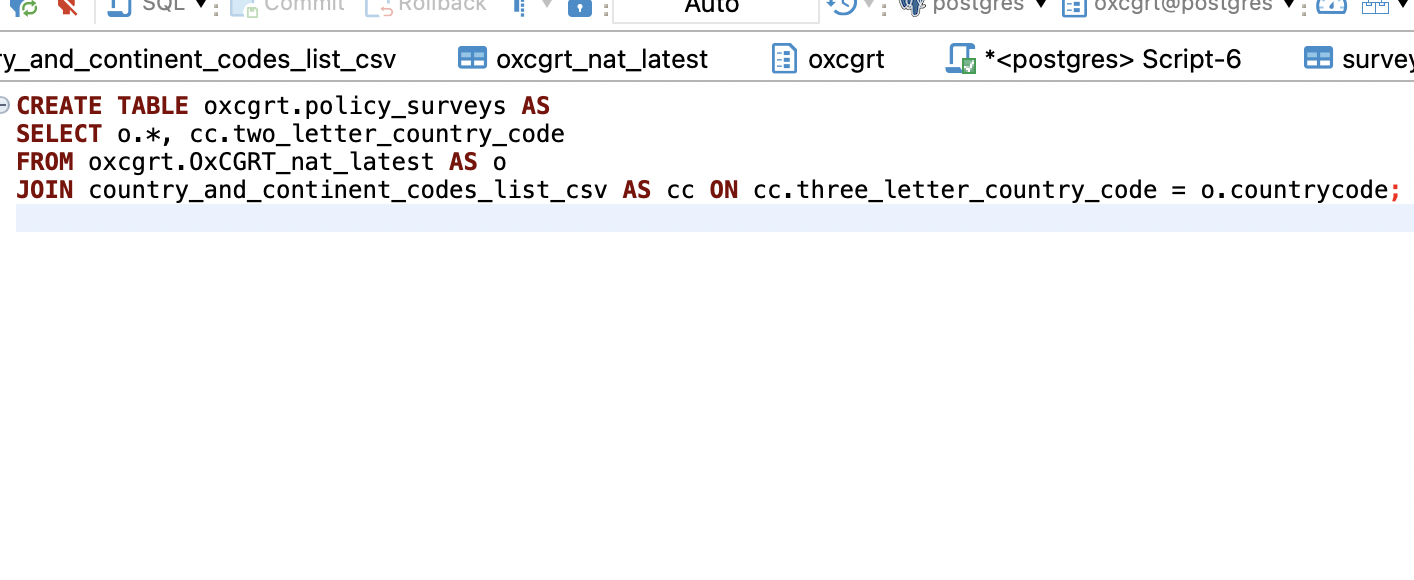 SQL Commit Rollback Auto postgres oxcgrt@postgres
ry_and_continent_codes_list_csv oxcgrt_nat_latest oxcgrt *<postgres> Script-6 survey
CREATE TABLE oxcgrt.policy_surveys AS
SELECT o.*, cc.two_letter_country_code
FROM oxcgrt.OxCGRT_nat_latest AS o
JOIN country_and_continent_codes_list_csv AS cc ON cc.three_letter_country_code = o.countrycode;